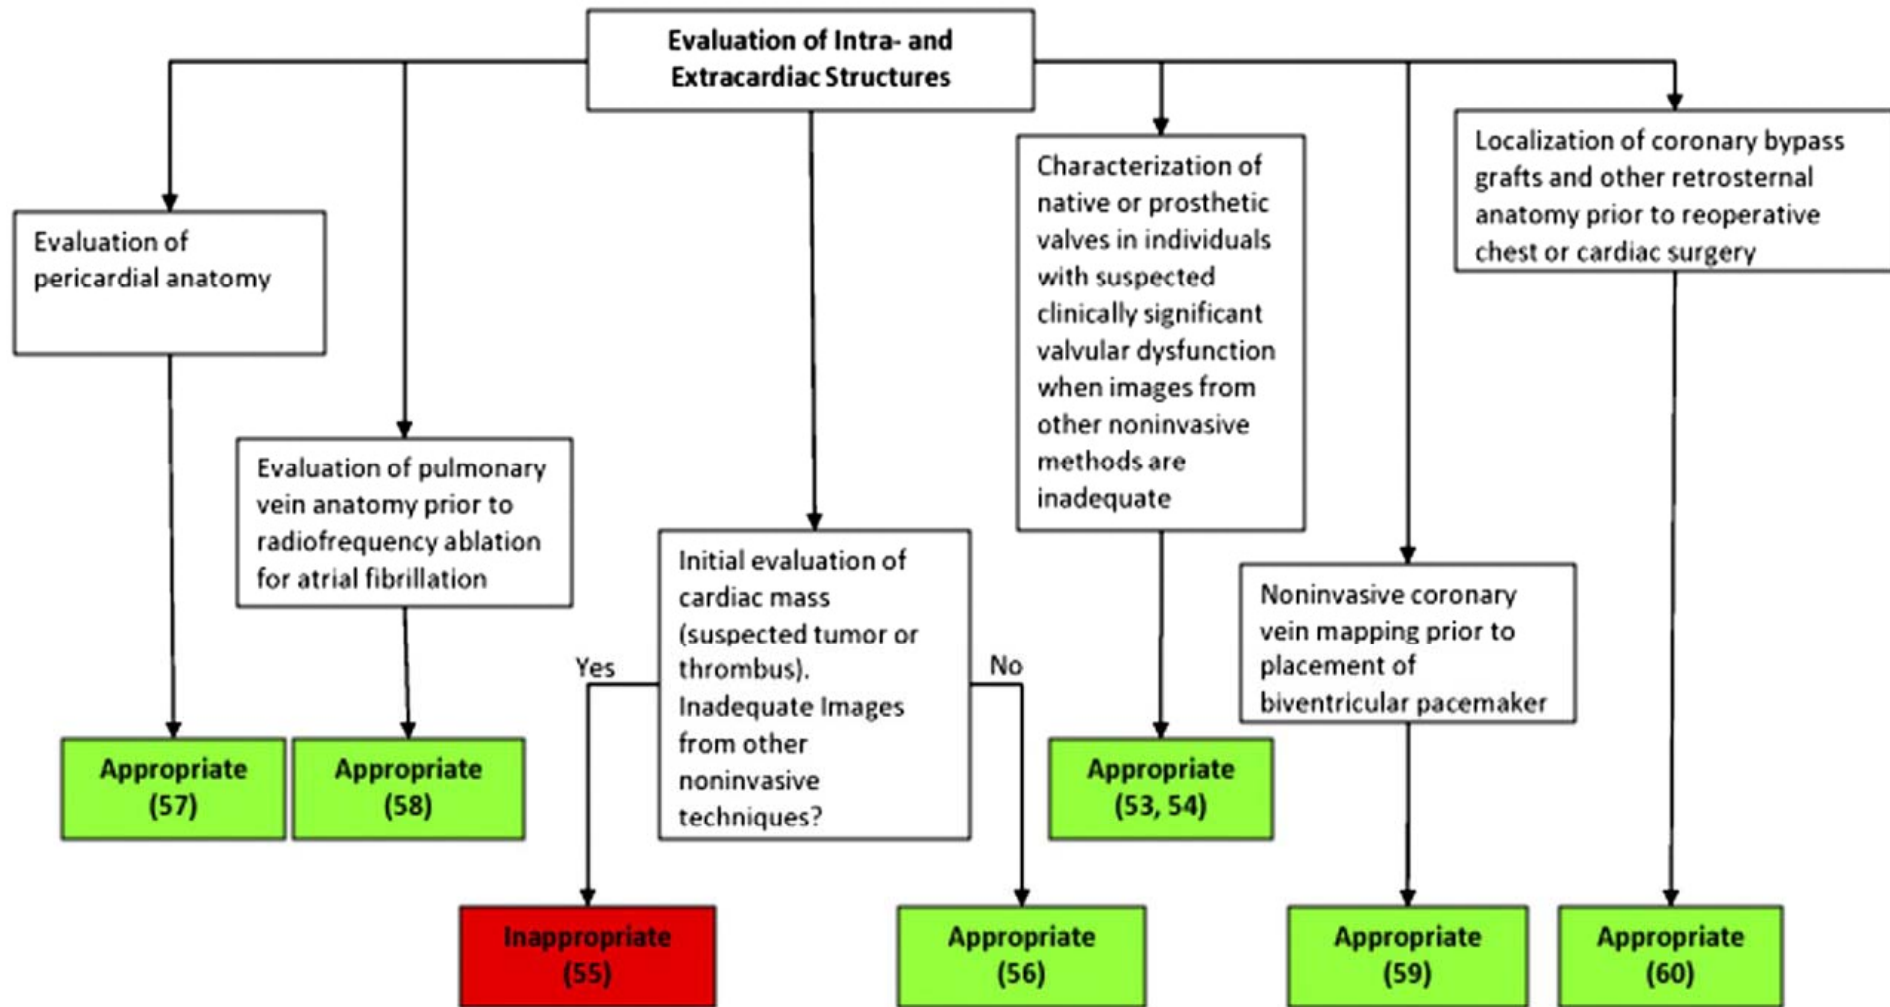 Evaluation of Intra- and
Extracardiac Structures
Evaluation of
pericardial anatomy
Evaluation of pulmonary
vein anatomy prior to
radiofrequency ablation
for atrial fibrillation
Initial evaluation of
cardiac mass
(suspected tumor or
thrombus).
Inadequate Images
from other
noninvasive
techniques?
Yes
No
Characterization of
native or prosthetic
valves in individuals
with suspected
clinically significant
valvular dysfunction
when images from
other noninvasive
methods are
inadequate
Noninvasive coronary
vein mapping prior to
placement of
biventricular pacemaker
Localization of coronary bypass
grafts and other retrosternal
anatomy prior to reoperative
chest or cardiac surgery
Appropriate
(57)
Appropriate
(58)
Inappropriate
(55)
Appropriate
(56)
Appropriate
(53, 54)
Appropriate
(59)
Appropriate
(60)